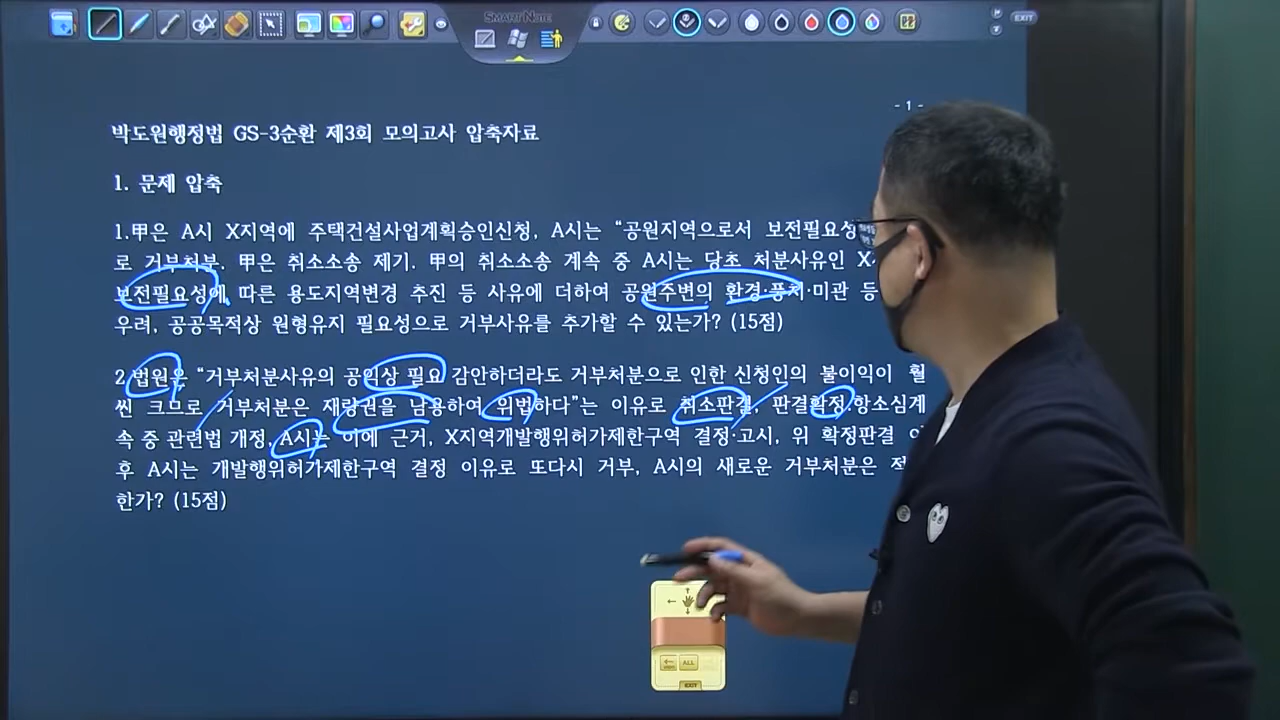 SMART NOTE
EXIT
- 1 -
박도원행정법 GS-3순환 제3회 모의고사 압축자료
1. 문제 압축
1.甲은 A시 X지역에 주택건설사업계획승인신청, A시는 “공원지역으로서 보전필요성
로 거부처분. 甲은 취소소송 제기. 甲의 취소소송 계속 중 A시는 당초 처분사유인
보전필요성에 따른 용도지역변경 추진 등 사유에 더하여 공원주변의 환경·풍치·미관 등
우려, 공공목적상 원형유지 필요성으로 거부사유를 추가할 수 있는가? (15점)
2.법원은 “거부처분사유의 공익상 필요 감안하더라도 거부처분으로 인한 신청인의 불이익이 훨
씬 크므로 거부처분은 재량권을 남용하여 위법하다”는 이유로 취소판결, 판결확정.항소심계
속 중 관련법 개정, A시는 이에 근거, X지역개발행위허가제한구역 결정·고시, 위 확정판결 이
후 A시는 개발행위허가제한구역 결정 이유로 또다시 거부, A시의 새로운 거부처분은
한가? (15점)
ALL
EXIT